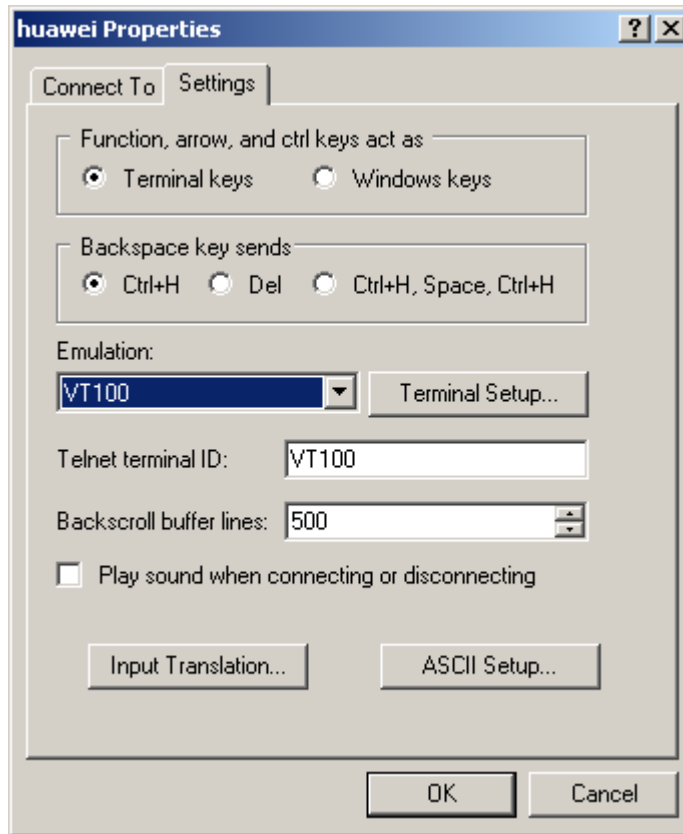 huawei Properties
Connect To Settings
Function, arrow, and ctrl keys act as
Terminal keys Windows keys
Backspace key sends
Ctrl+H Del Ctrl+H, Space, Ctrl+H
Emulation:
VT100 Terminal Setup...
Telnet terminal ID: VT100
Backscroll buffer lines: 500
Play sound when connecting or disconnecting
Input Translation... ASCII Setup...
OK Cancel